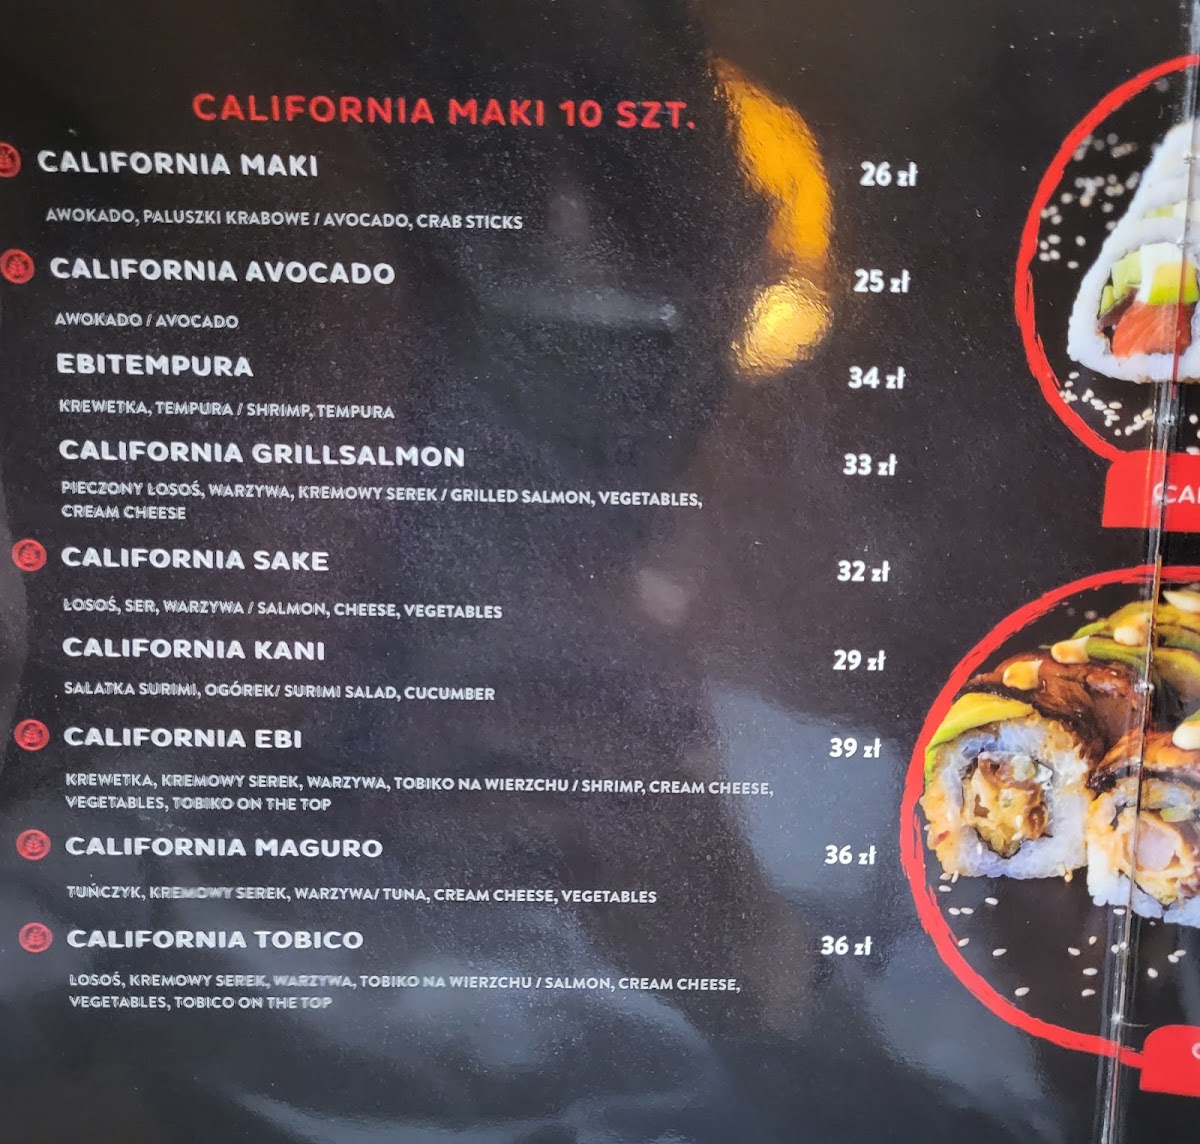 CALIFORNIA MAKI 10 SZT.
CALIFORNIA MAKI 26 zł
AWOKADO, PALUSZKI KRABOWE / AVOCADO, CRAB STICKS
CALIFORNIA AVOCADO 25 zł
AWOKADO / AVOCADO
EBITEMPURA 34 zł
KREWETKA, TEMPURA / SHRIMP, TEMPURA
CALIFORNIA GRILLSALMON 33 zł
PIECZONY ŁOSOŚ, WARZYWA, KREMOWY SEREK / GRILLED SALMON, VEGETABLES,
CREAM CHEESE
CALIFORNIA SAKE 32 zł
ŁOSOŚ, SER, WARZYWA / SALMON, CHEESE, VEGETABLES
CALIFORNIA KANI 29 zł
SAŁATKA SURIMI, OGÓREK/ SURIMI SALAD, CUCUMBER
CALIFORNIA EBI 39 zł
KREWETKA, KREMOWY SEREK, WARZYWA, TOBIKO NA WIERZCHU / SHRIMP, CREAM CHEESE,
VEGETABLES, TOBIKO ON THE TOP
CALIFORNIA MAGURO 36 zł
TUŃCZYK, KREMOWY SEREK, WARZYWA/ TUNA, CREAM CHEESE, VEGETABLES
CALIFORNIA TOBICO 36 zł
ŁOSOŚ, KREMOWY SEREK, WARZYWA, TOBIKO NA WIERZCHU / SALMON, CREAM CHEESE,
VEGETABLES, TOBICO ON THE TOP